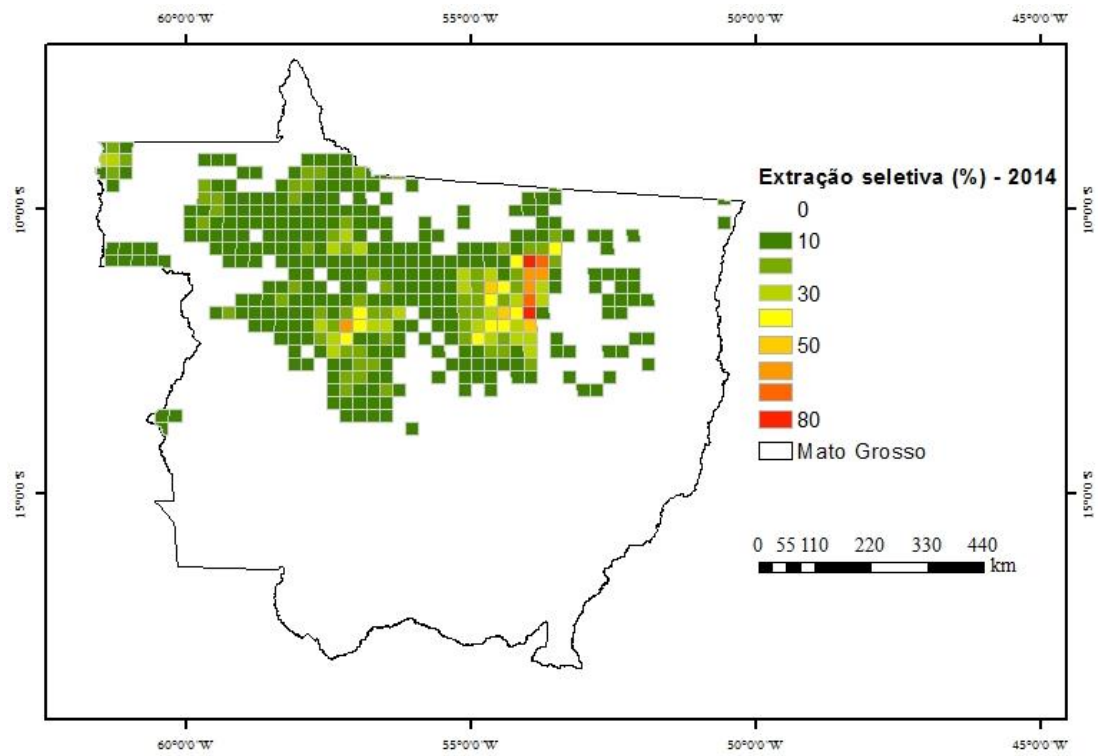 60°0'0"W 55°0'0"W 50°0'0"W 45°0'0"W
Extração seletiva (%) - 2014
0
10
30
50
80
Mato Grosso
10°0'0"S 10°0'0"S
15°0'0"S 15°0'0"S
0 55 110 220 330 440
km
60°0'0"W 55°0'0"W 50°0'0"W 45°0'0"W